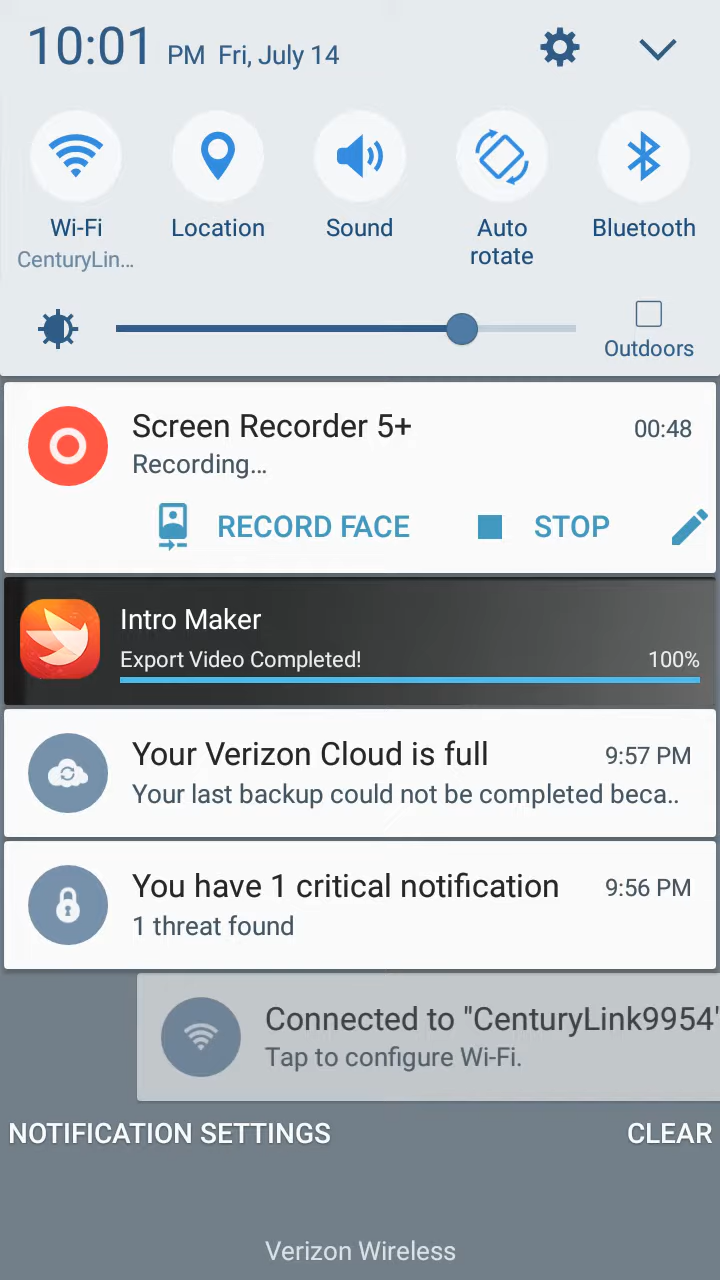 10:01 PM Fri, July 14
Wi-Fi
CenturyLin...
Location
Sound
Auto
rotate
Bluetooth
Outdoors
Screen Recorder 5+ 00:48
Recording...
RECORD FACE STOP
Intro Maker
Export Video Completed! 100%
Your Verizon Cloud is full 9:57 PM
Your last backup could not be completed beca..
You have 1 critical notification 9:56 PM
1 threat found
Connected to "CenturyLink9954"
Tap to configure Wi-Fi.
NOTIFICATION SETTINGS CLEAR
Verizon Wireless